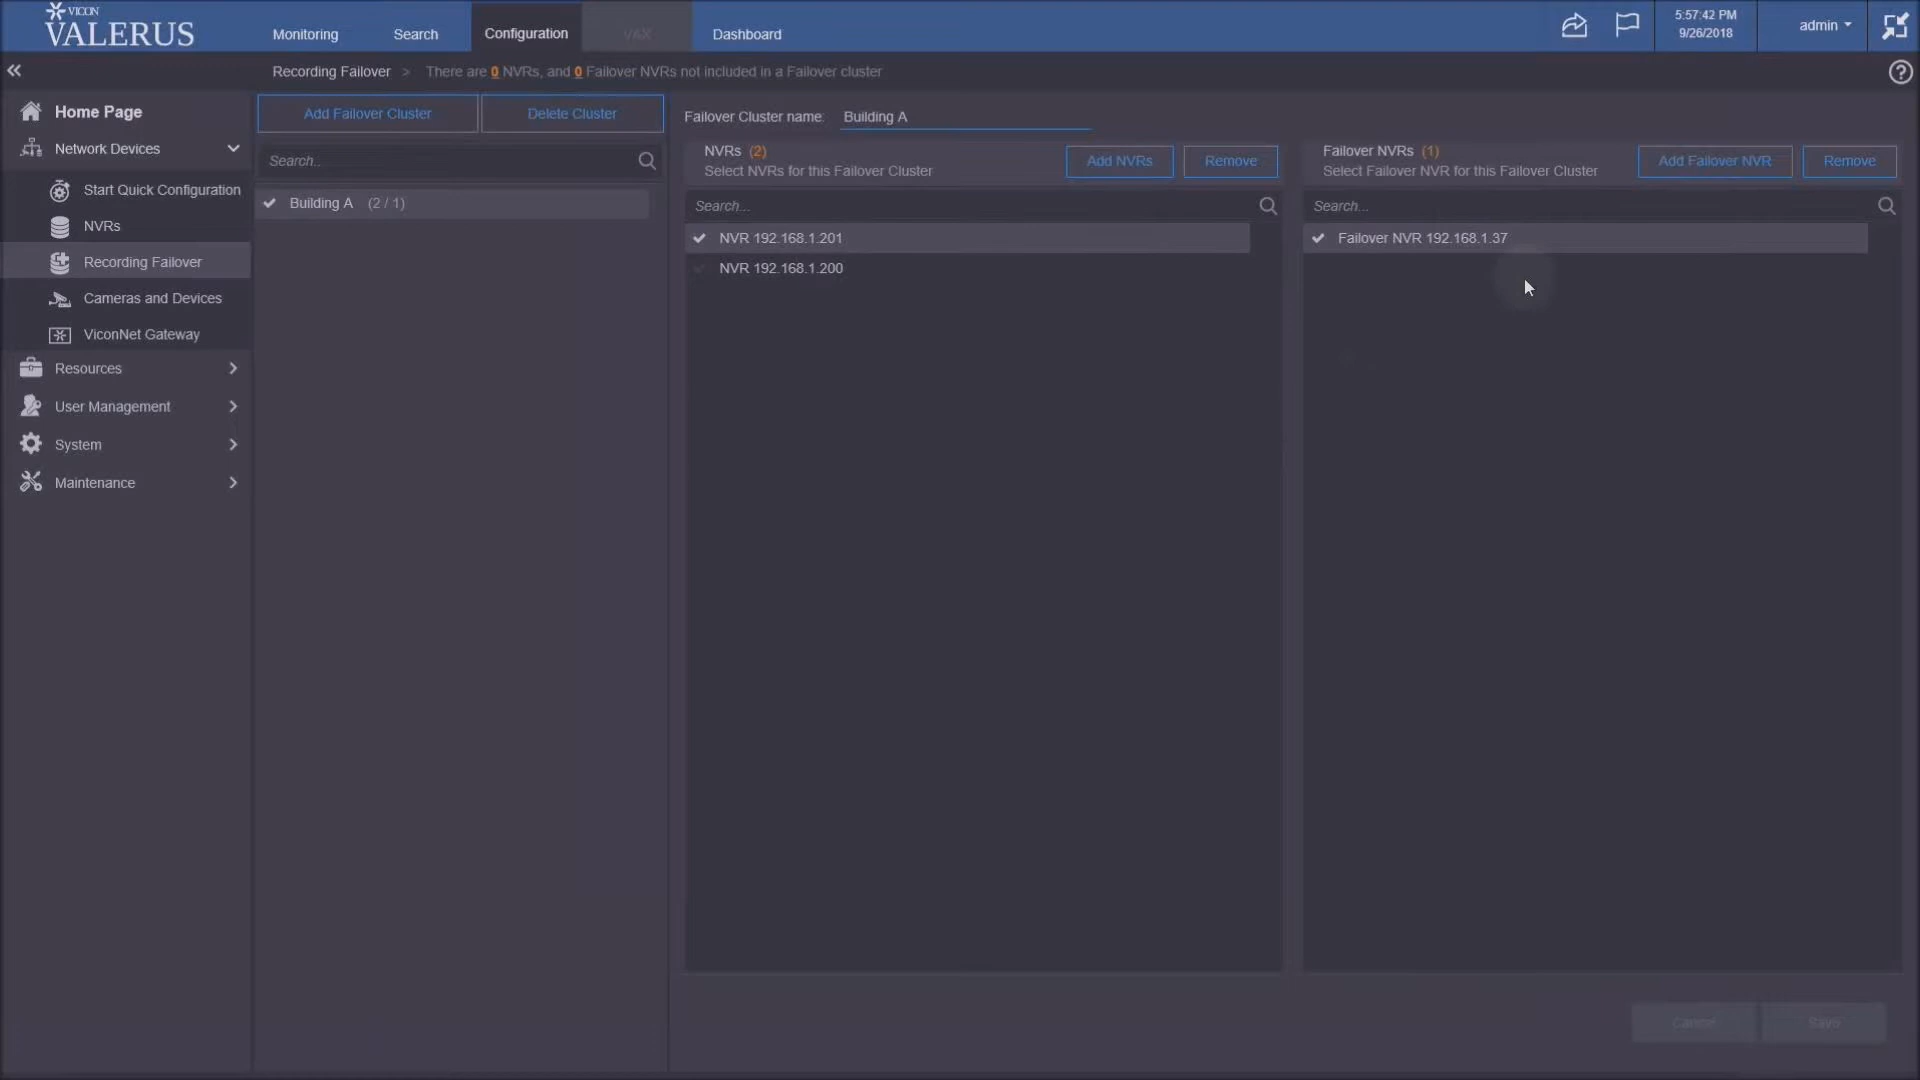 VICON
VALERUS
Monitoring
Search
Configuration
VAX
Dashboard
5:57:42 PM
9/26/2018
admin
Recording Failover > There are 0 NVRs, and 0 Failover NVRs not included in a Failover cluster
Home Page
Network Devices
Start Quick Configuration
NVRs
Recording Failover
Cameras and Devices
ViconNet Gateway
Resources
User Management
System
Maintenance
Add Failover Cluster
Delete Cluster
Search...
Building A (2 / 1)
Failover Cluster name: Building A
NVRs (2)
Select NVRs for this Failover Cluster
Add NVRs
Remove
Search...
NVR 192.168.1.201
NVR 192.168.1.200
Failover NVRs (1)
Select Failover NVR for this Failover Cluster
Add Failover NVR
Remove
Search...
Failover NVR 192.168.1.37
Cancel
Save